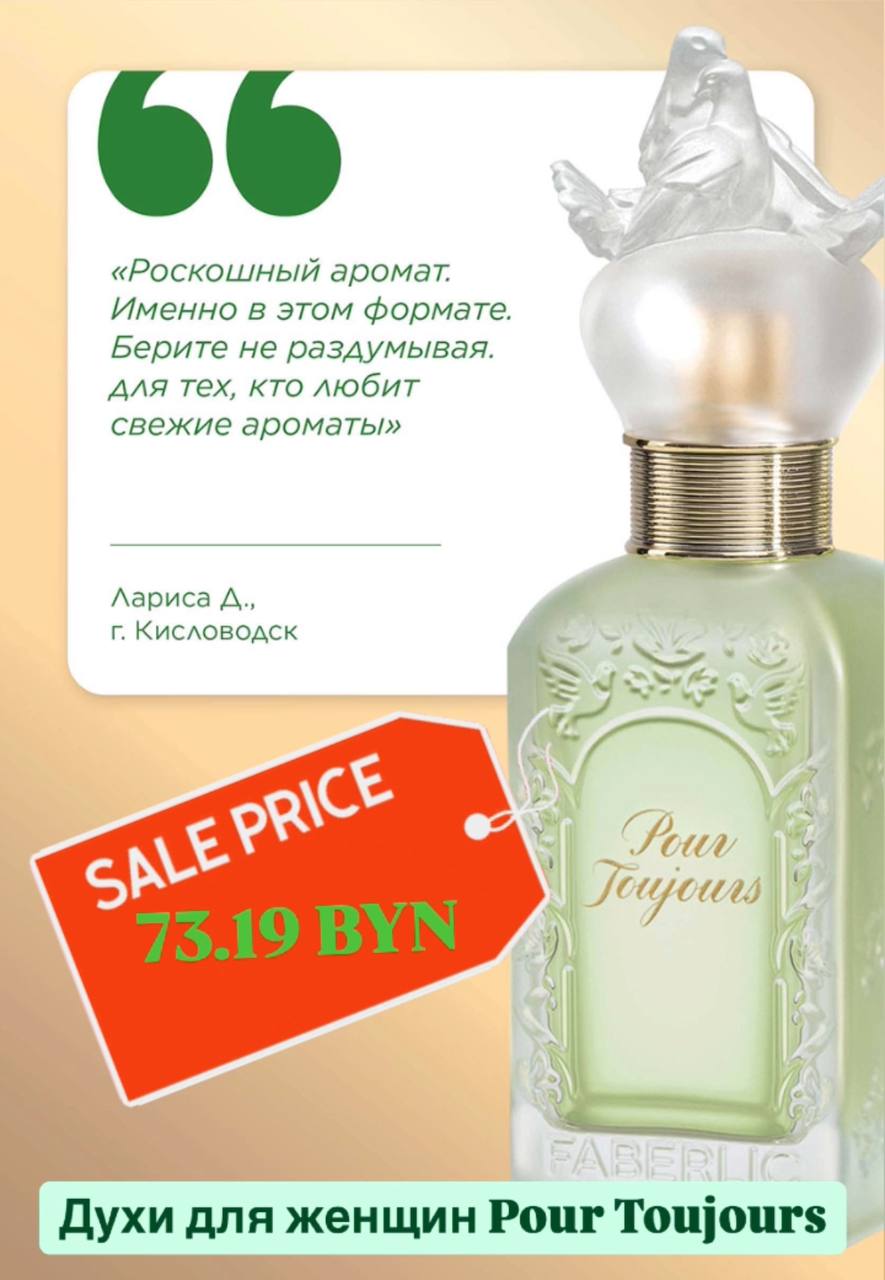 «Роскошный аромат.
Именно в этом формате.
Берите не раздумывая.
для тех, кто любит
свежие ароматы»
Лариса Д.,
г. Кисловодск
SALE PRICE
73.19 BYN
Pour
Toujours
FABERLIC
Духи для женщин Pour Toujours